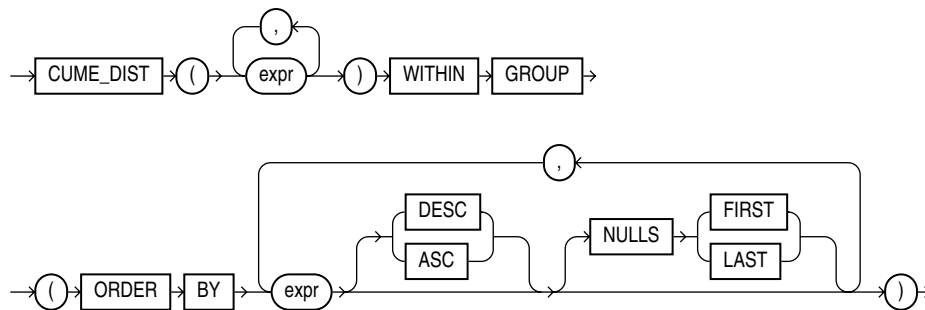 ,
CUME_DIST ( expr ) WITHIN GROUP
,
DESC FIRST
NULLS
ASC LAST
( ORDER BY expr )